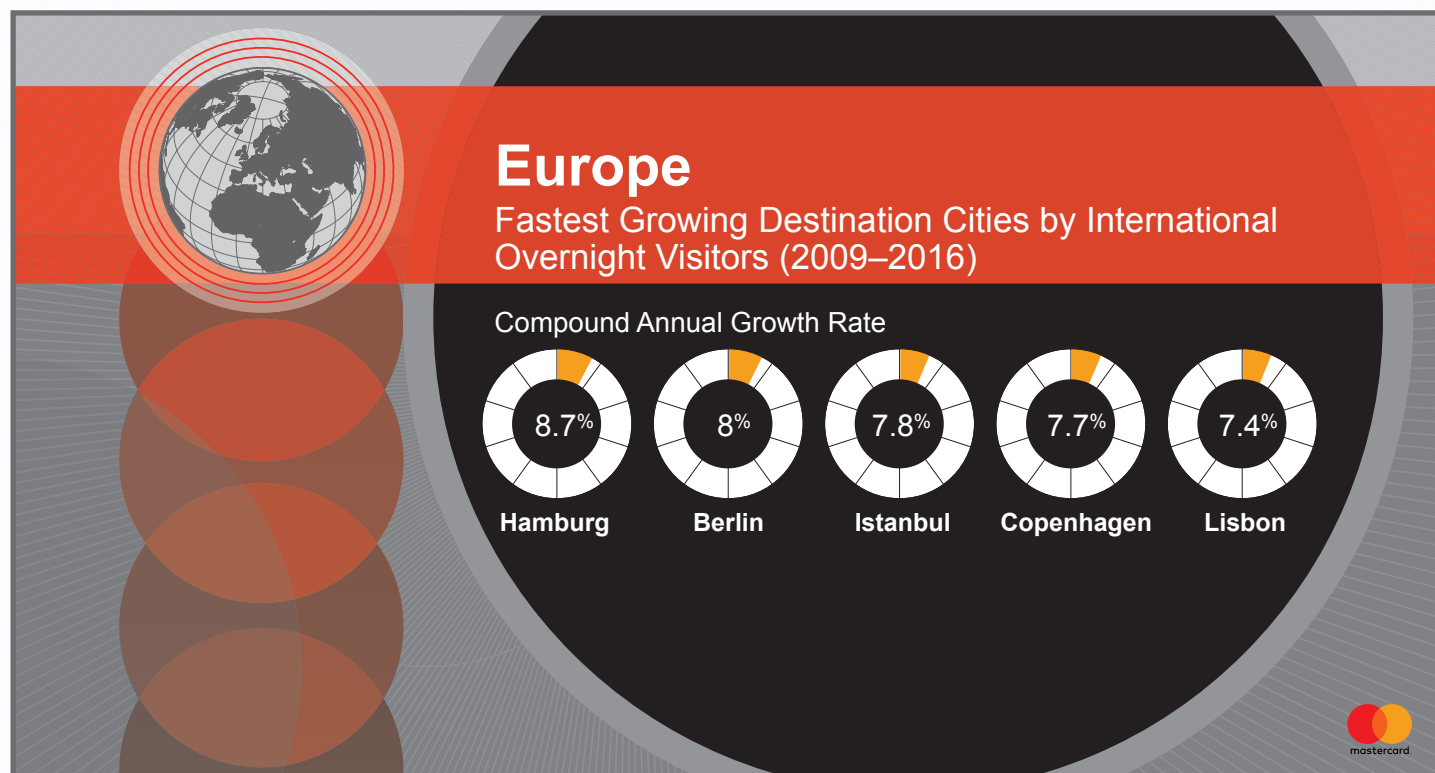 Europe
Fastest Growing Destination Cities by International
Overnight Visitors (2009–2016)
Compound Annual Growth Rate
8.7%
8%
7.8%
7.7%
7.4%
Hamburg
Berlin
Istanbul
Copenhagen
Lisbon
mastercard